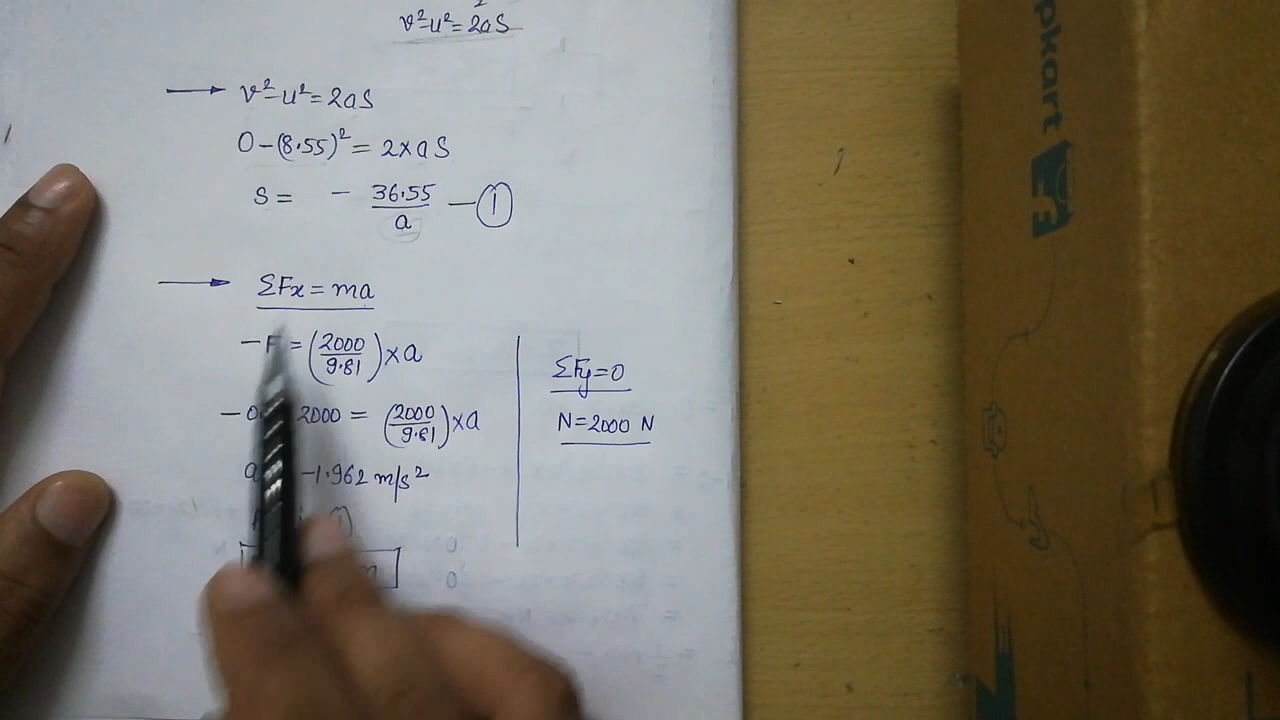 v²-u²=2aS
v²-u²=2aS
0-(8.55)²=2×aS
S = - 36.55/a -①
ΣFx=ma
-F=(2000/9.81)×a
2000=(2000/9.81)×a
a -1.962 m/s²
ΣFy=0
N=2000 N
pkart